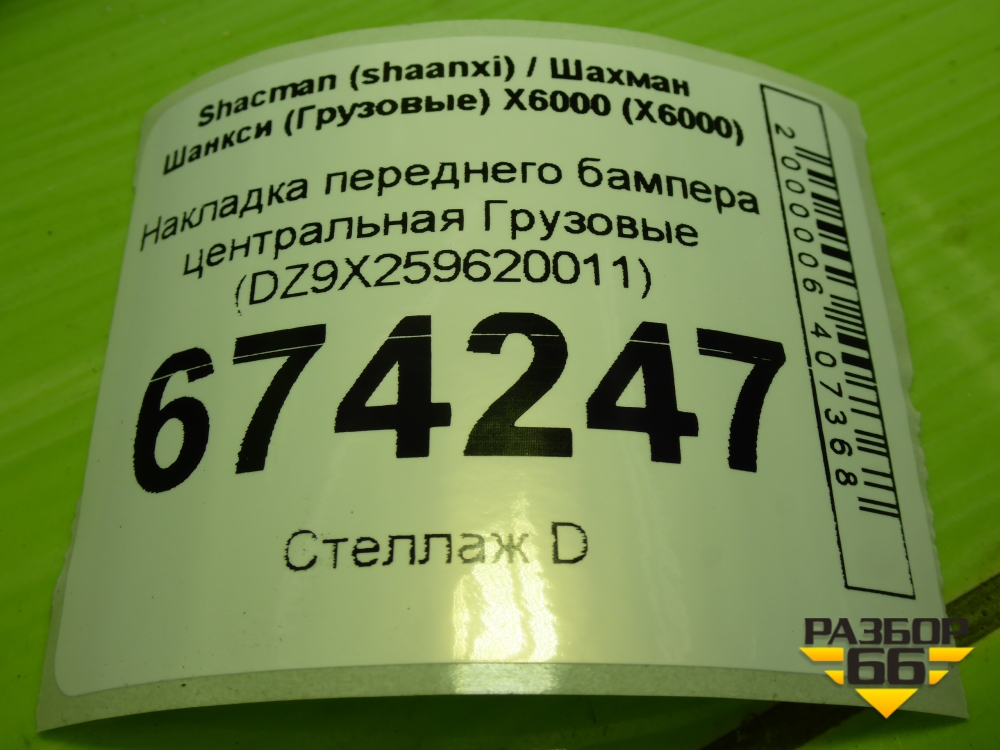 Shacman (shaanxi) / Шахман
Шанкси (Грузовые) X6000 (X6000)
Накладка переднего бампера
центральная Грузовые
(DZ9X259620011)
674247
Стеллаж D
2000006407368
РАЗБОР
66